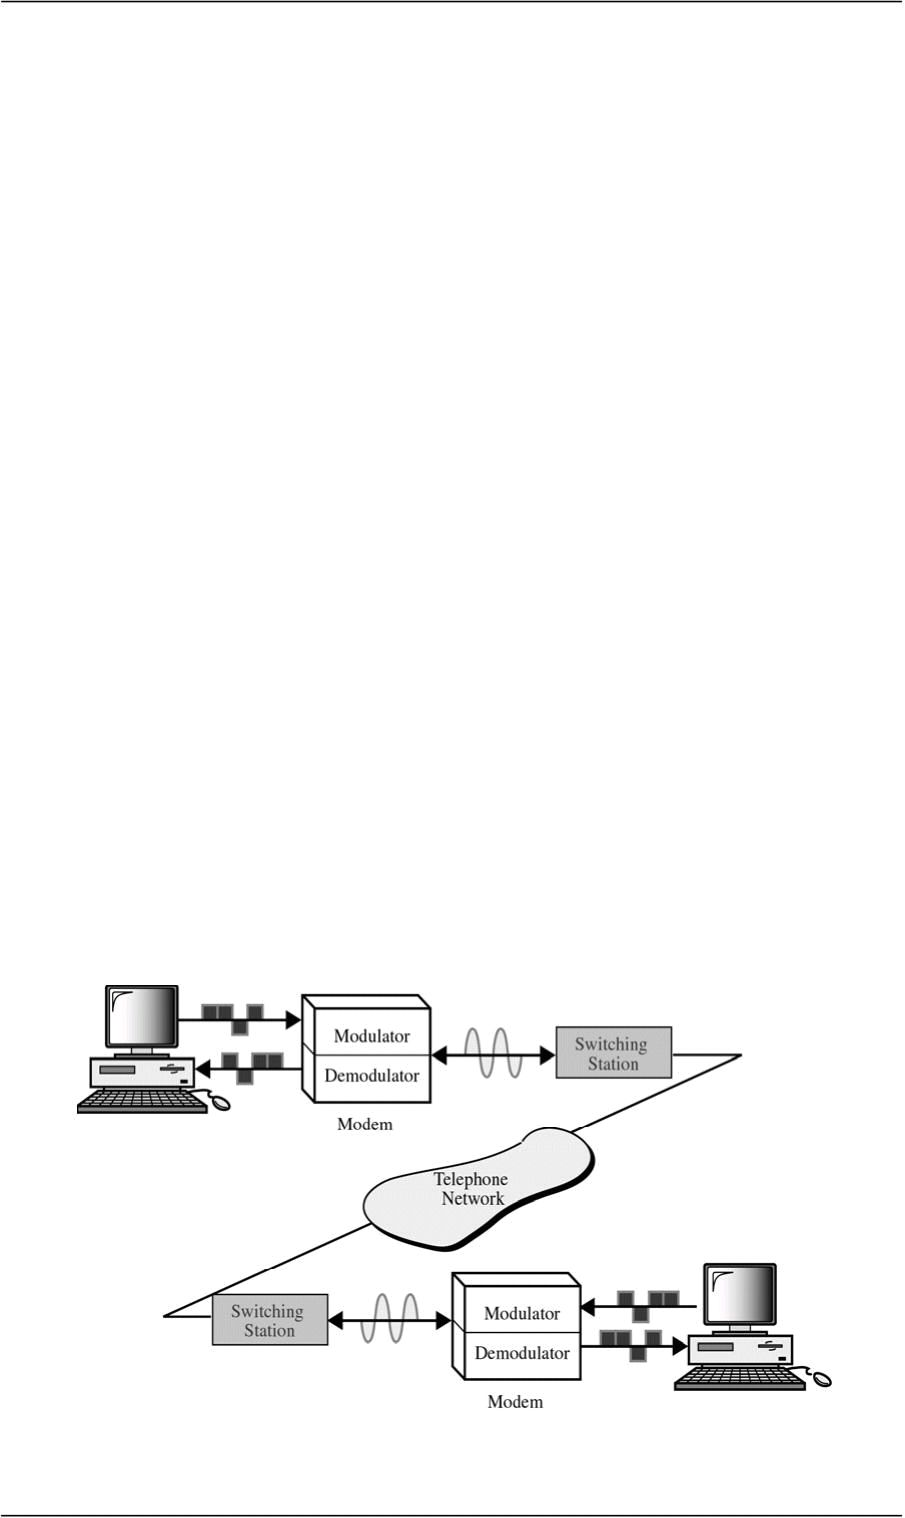 Modulator
Demodulator
Modem
Switching
Station
Telephone
Network
Switching
Station
Modulator
Demodulator
Modem